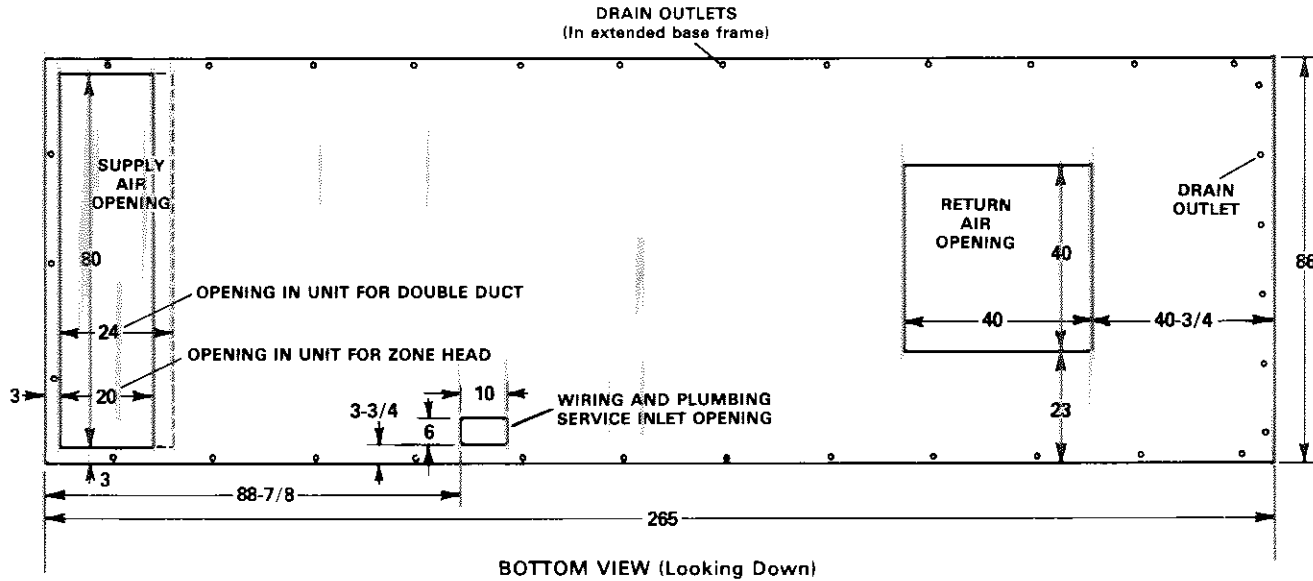 DRAIN OUTLETS
(In extended base frame)
SUPPLY
AIR
OPENING
80
RETURN
AIR
OPENING
40
DRAIN
OUTLET
OPENING IN UNIT FOR DOUBLE DUCT
24
40
40-3/4
OPENING IN UNIT FOR ZONE HEAD
3
20
10
3-3/4
6
WIRING AND PLUMBING
SERVICE INLET OPENING
23
3
88-7/8
265
BOTTOM VIEW (Looking Down)